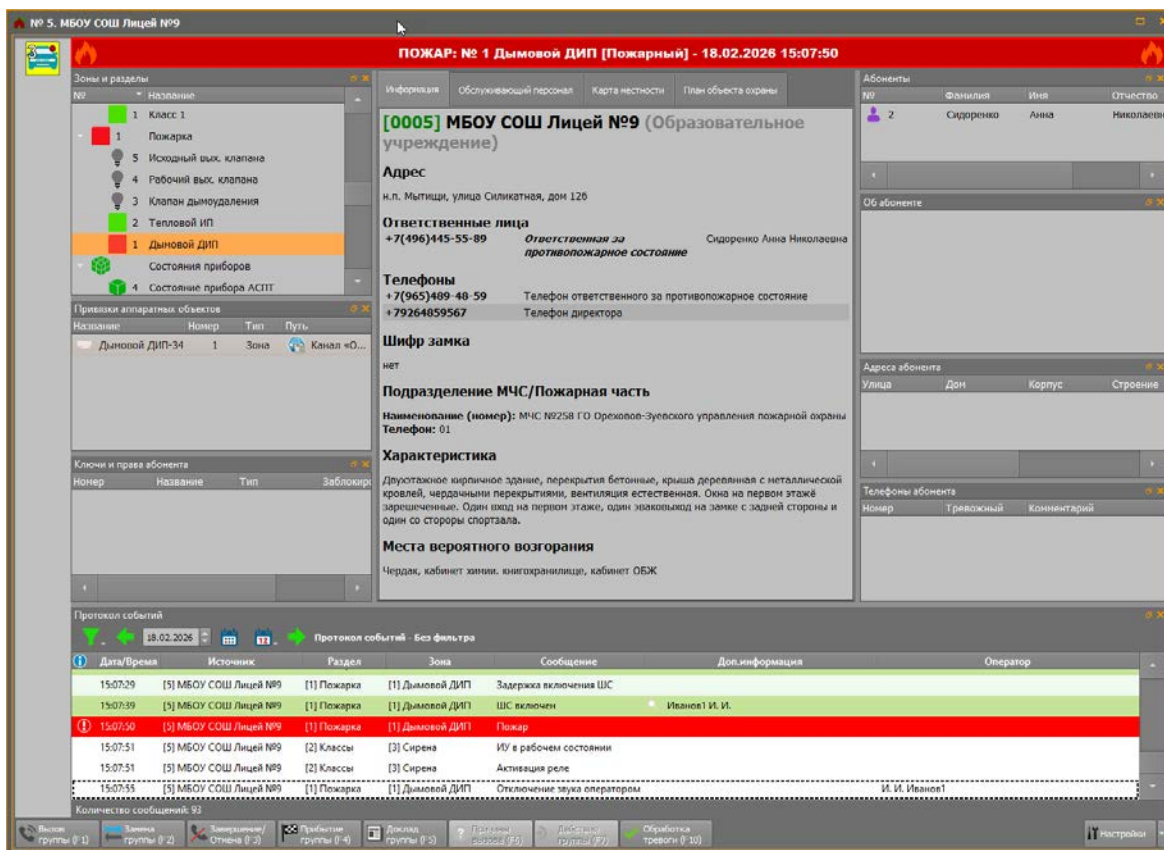 № 5. МБОУ СОШ Лицей №9
ПОЖАР: № 1 Дымовой ДИП [Пожарный] - 18.02.2026 15:07:50
Зоны и разделы
№ Название
1 Класс 1
1 Пожарка
5 Исходный вых. клапана
4 Рабочий вых. клапана
3 Клапан дымоудаления
2 Тепловой ИП
1 Дымовой ДИП
Состояния приборов
4 Состояние прибора АСПТ
Привязки аппаратных объектов
Название Номер Тип Путь
Дымовой ДИП-34 1 Зона Канал «О...
Ключи и права абонента
Номер Название Тип Заблокиро
Информация Обслуживающий персонал Карта местности План объекта охраны
[0005] МБОУ СОШ Лицей №9 (Образовательное
учреждение)
Адрес
н.п. Мытищи, улица Силикатная, дом 12б
Ответственные лица
+7(496)445-55-89 Ответственная за Сидоренко Анна Николаевна
противопожарное состояние
Телефоны
+7(965)489-48-59 Телефон ответственного за противопожарное состояние
+79264859567 Телефон директора
Шифр замка
нет
Подразделение МЧС/Пожарная часть
Наименование (номер): МЧС №258 ГО Орехово-Зуевского управления пожарной охраны
Телефон: 01
Характеристика
Двухэтажное кирпичное здание, перекрытия бетонные, крыша деревянная с металлической
кровлей, чердачными перекрытиями, вентиляция естественная. Окна на первом этажё
зарешеченные. Один вход на первом этаже, один эваковыход на замке с задней стороны и
один со стороры спортзала.
Места вероятного возгорания
Чердак, кабинет химии. книгохранилище, кабинет ОБЖ
Абоненты
№ Фамилия Имя Отчество
2 Сидоренко Анна Николаевн
Об абоненте
Адреса абонента
Улица Дом Корпус Строение
Телефоны абонента
Номер Тревожный Комментарий
Протокол событий
18.02.2026 12 Протокол событий - Без фильтра
Дата/Время Источник Раздел Зона Сообщение Доп.информация Оператор
15:07:29 [5] МБОУ СОШ Лицей №9 [1] Пожарка [1] Дымовой ДИП Задержка включения ШС
15:07:39 [5] МБОУ СОШ Лицей №9 [1] Пожарка [1] Дымовой ДИП ШС включен Иванов1 И. И.
15:07:50 [5] МБОУ СОШ Лицей №9 [1] Пожарка [1] Дымовой ДИП Пожар
15:07:51 [5] МБОУ СОШ Лицей №9 [2] Классы [3] Сирена ИУ в рабочем состоянии
15:07:51 [5] МБОУ СОШ Лицей №9 [2] Классы [3] Сирена Активация реле
15:07:55 [5] МБОУ СОШ Лицей №9 [1] Пожарка [1] Дымовой ДИП Отключение звука оператором И. И. Иванов1
Количество сообщений: 93
Вызов группы (F1) Замена группы (F2) Завершение/Отмена (F3) Прибытие группы (F4) Доклад группы (F5) Причины вызова (F6) Действия группы (F7) Обработка тревоги (F10) Настройки